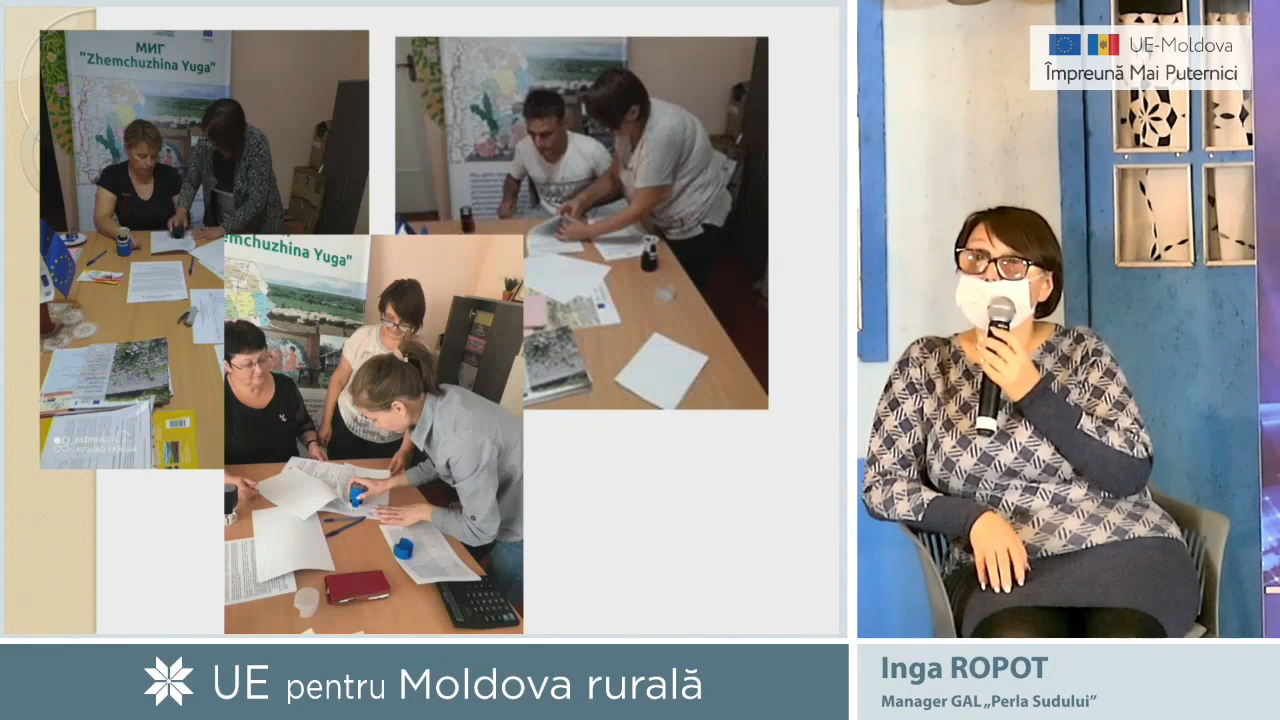 МИГ
"Zhemchuzhina Yuga"
emchuzhina Yuga"
UE-Moldova
Împreună Mai Puternici
UE pentru Moldova rurală
Inga ROPOT
Manager GAL „Perla Sudului”